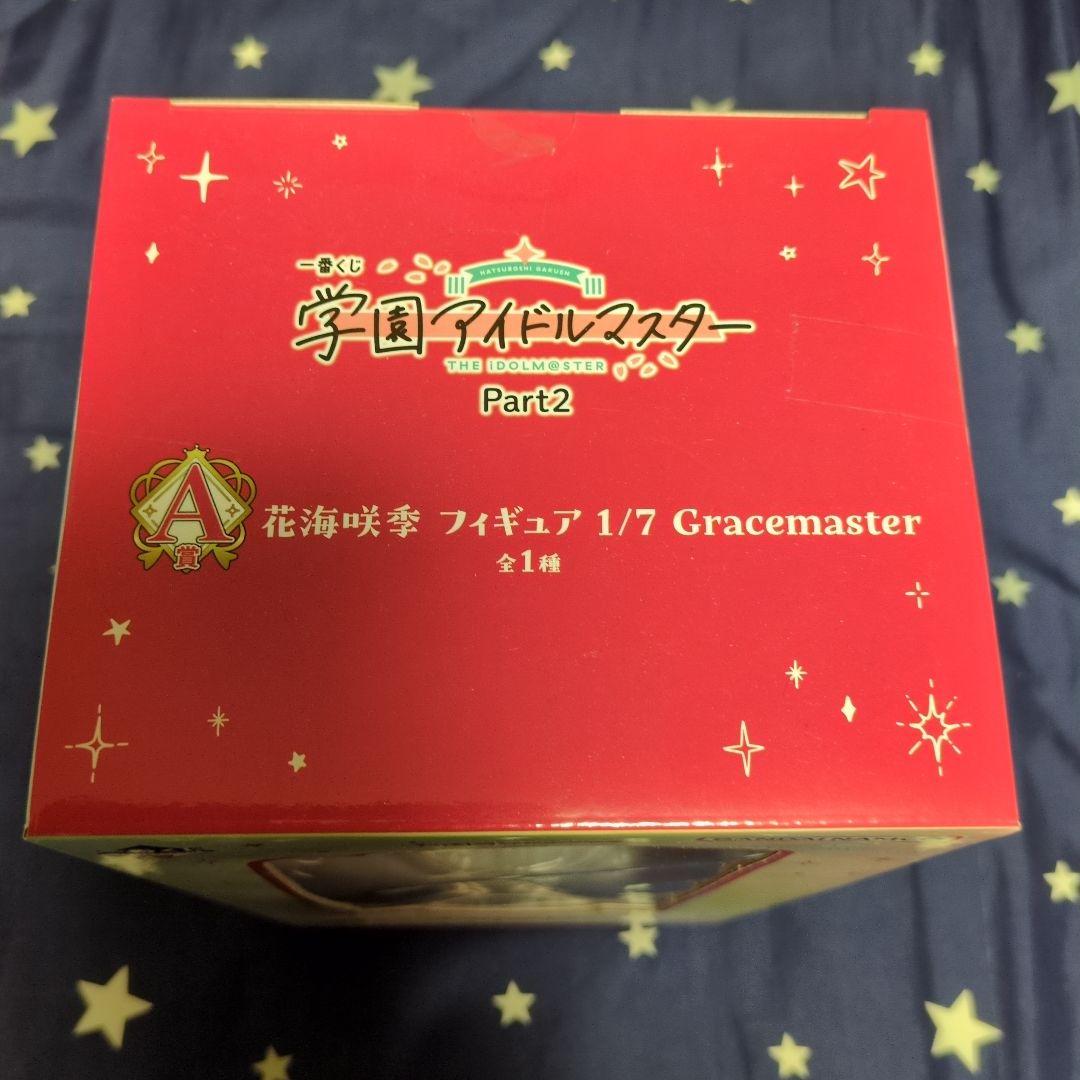 一番くじ
HATSUBOSHI GAKUEN
学園アイドルマスター
THE iDOLM@STER
Part2
A賞
花海咲季 フィギュア 1/7 Gracemaster
全1種